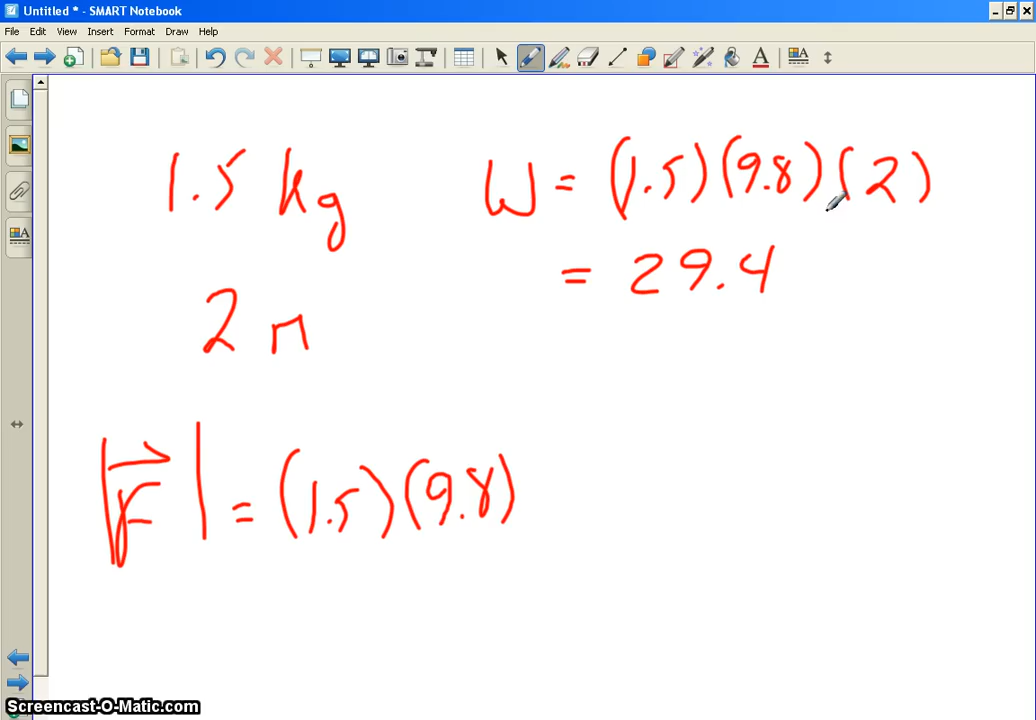 Untitled * - SMART Notebook
File Edit View Insert Format Draw Help
1.5 kg
2 m
W = (1.5)(9.8)(2)
= 29.4
|F⃗| = (1.5)(9.8)
Screencast-O-Matic.com